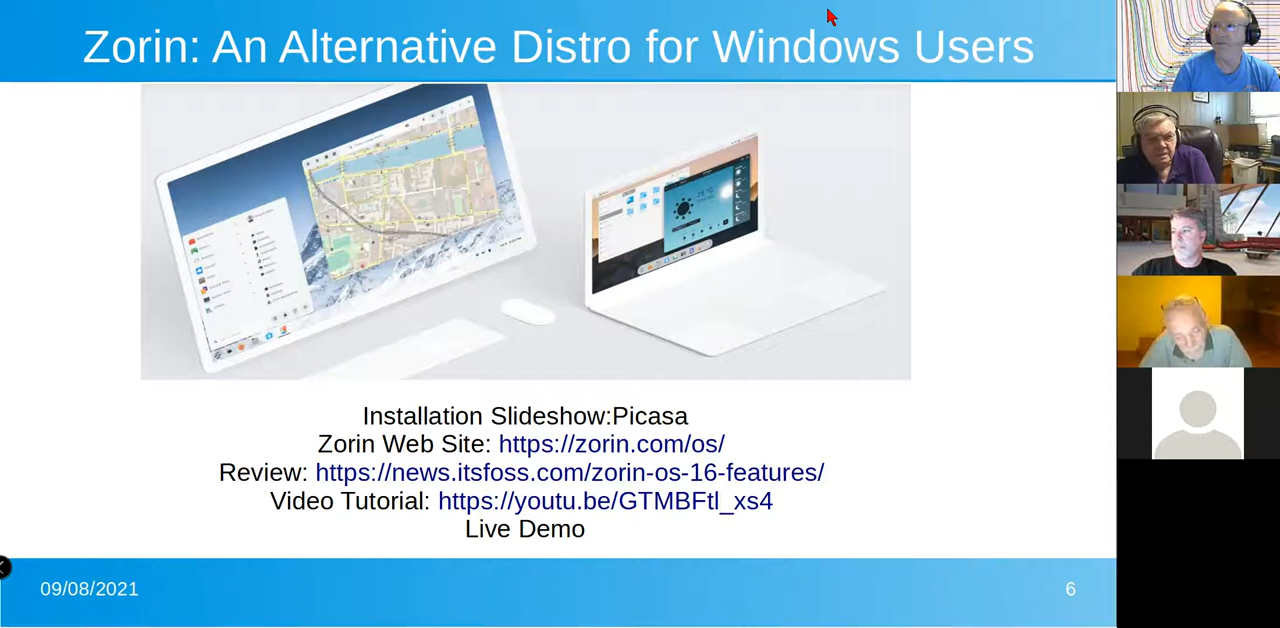 Zorin: An Alternative Distro for Windows Users
Installation Slideshow:Picasa
Zorin Web Site: https://zorin.com/os/
Review: https://news.itsfoss.com/zorin-os-16-features/
Video Tutorial: https://youtu.be/GTMBFtl_xs4
Live Demo
09/08/2021
6